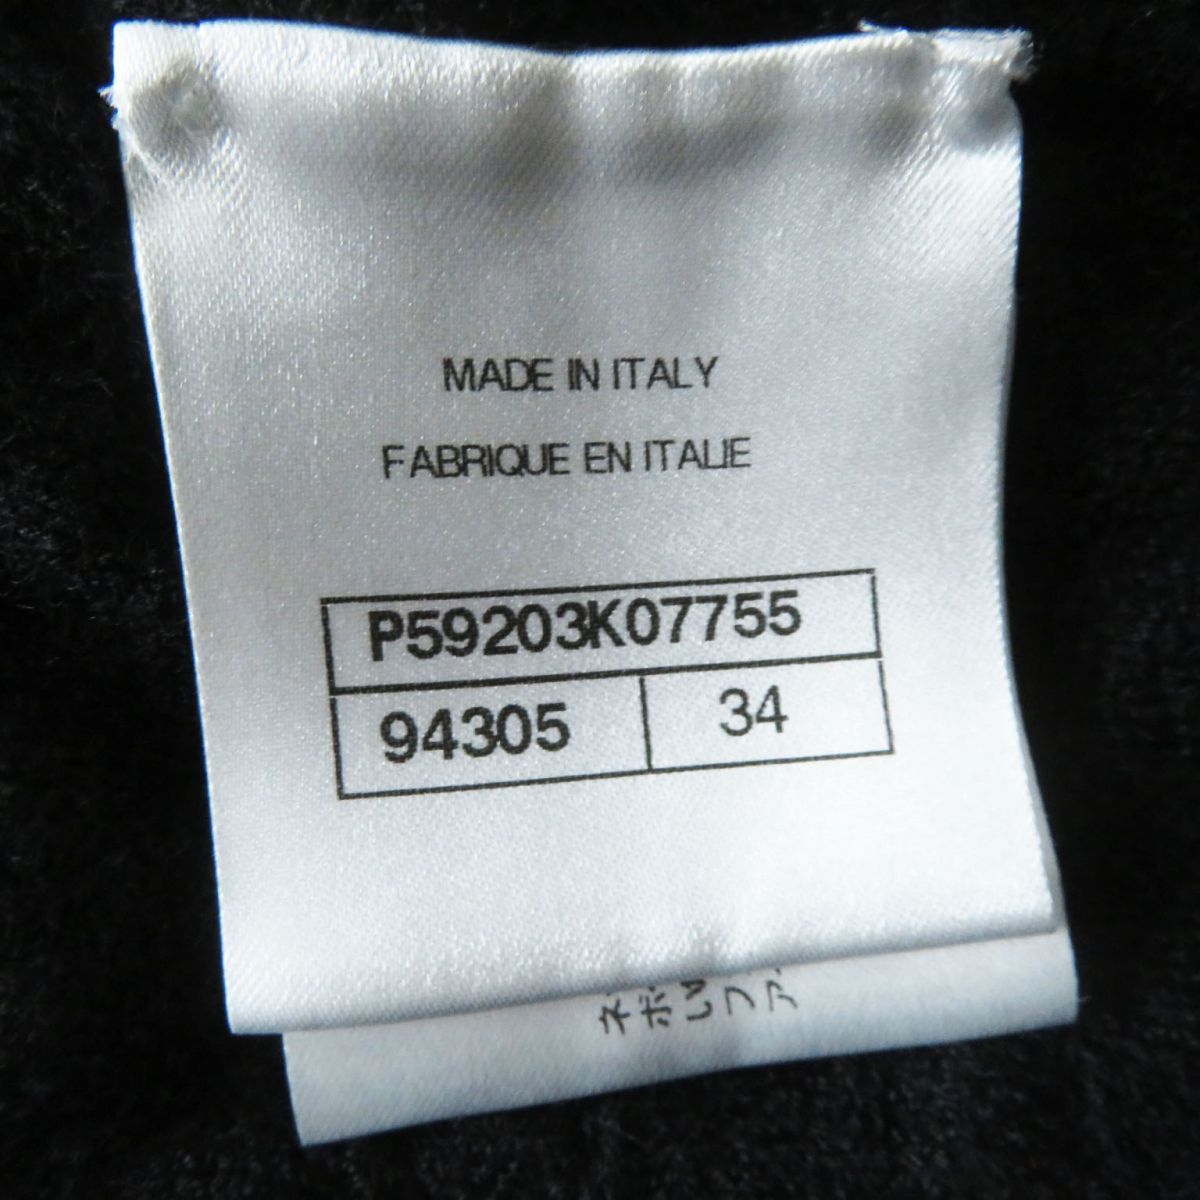 MADE IN ITALY
FABRIQUE EN ITALIE
P59203K07755
94305 34